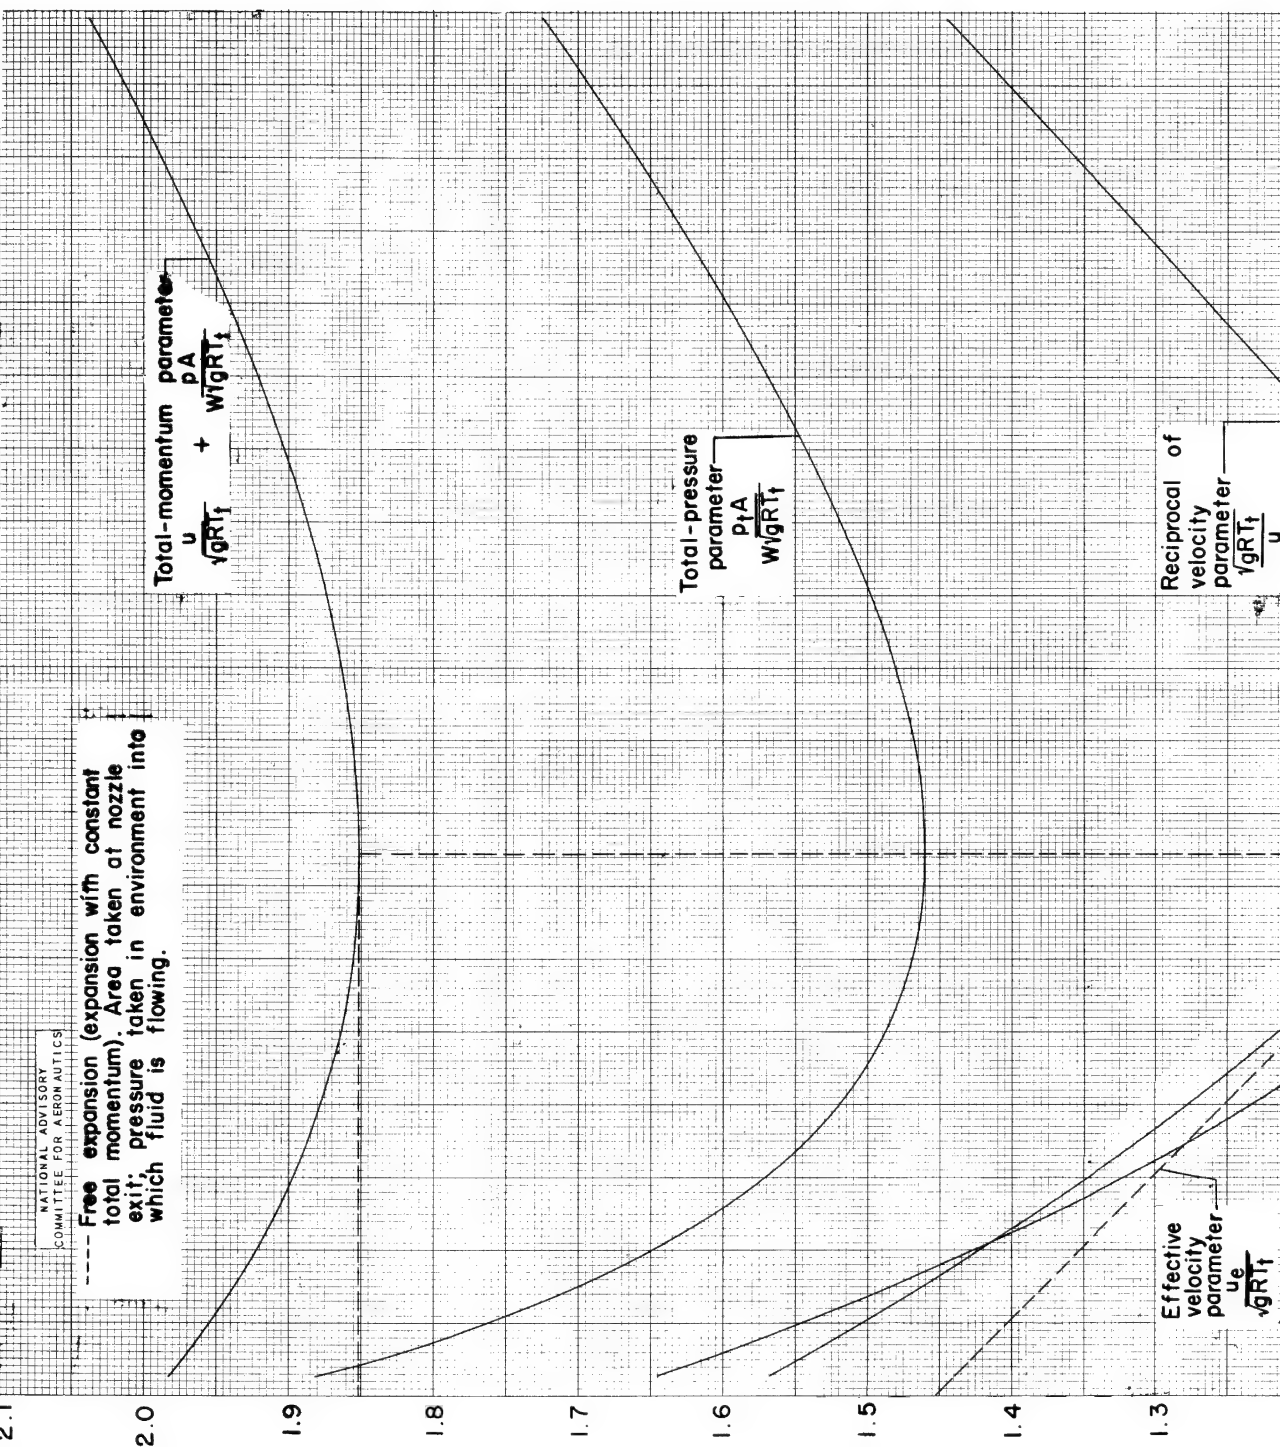 NATIONAL ADVISORY
COMMITTEE FOR AERONAUTICS
---- Free expansion (expansion with constant
total momentum). Area taken at nozzle
exit; pressure taken in environment into
which fluid is flowing.
Total-momentum parameter
u/√gRTt + pA/W√gRTt
Total-pressure
parameter
ptA/W√gRTt
Reciprocal of
velocity
parameter
√gRTt/u
Effective
velocity
parameter
ue/√gRTt
2.1
2.0
1.9
1.8
1.7
1.6
1.5
1.4
1.3